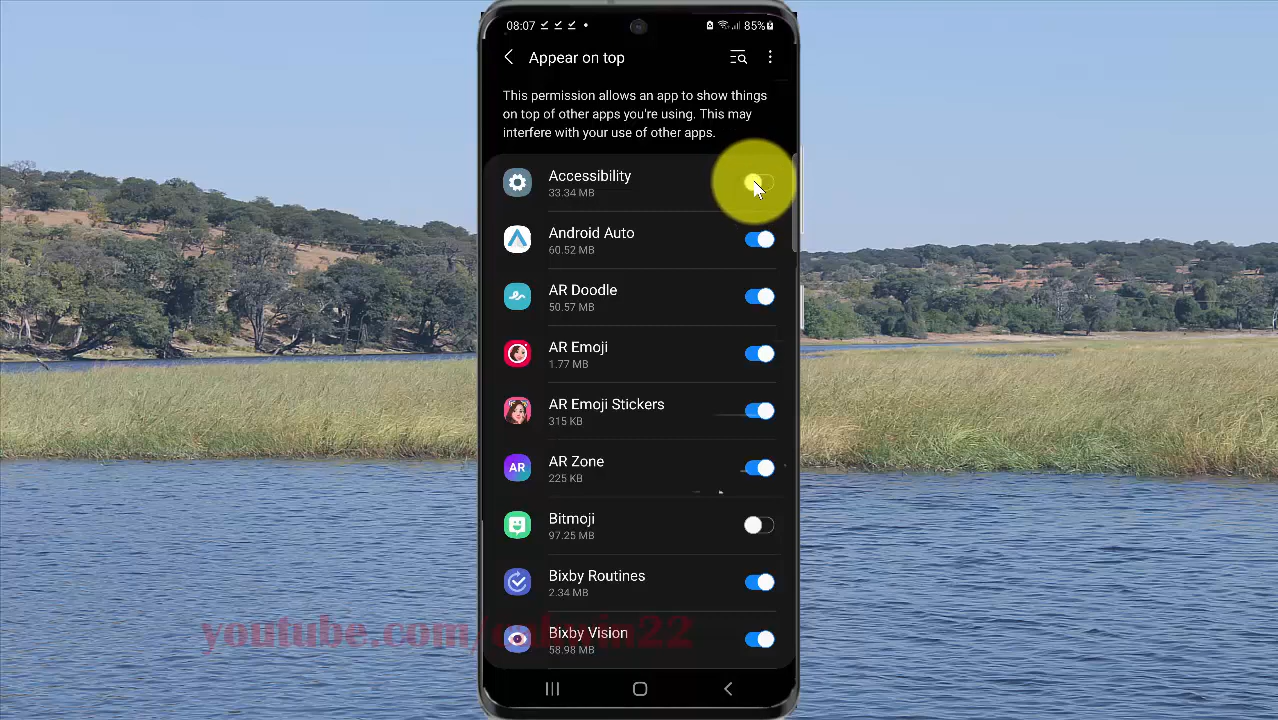 08:07
85%
Appear on top
This permission allows an app to show things
on top of other apps you're using. This may
interfere with your use of other apps.
Accessibility
33.34 MB
Android Auto
60.52 MB
AR Doodle
50.57 MB
AR Emoji
1.77 MB
AR Emoji Stickers
315 KB
AR
AR Zone
225 KB
Bitmoji
97.25 MB
Bixby Routines
2.34 MB
Bixby Vision
58.98 MB